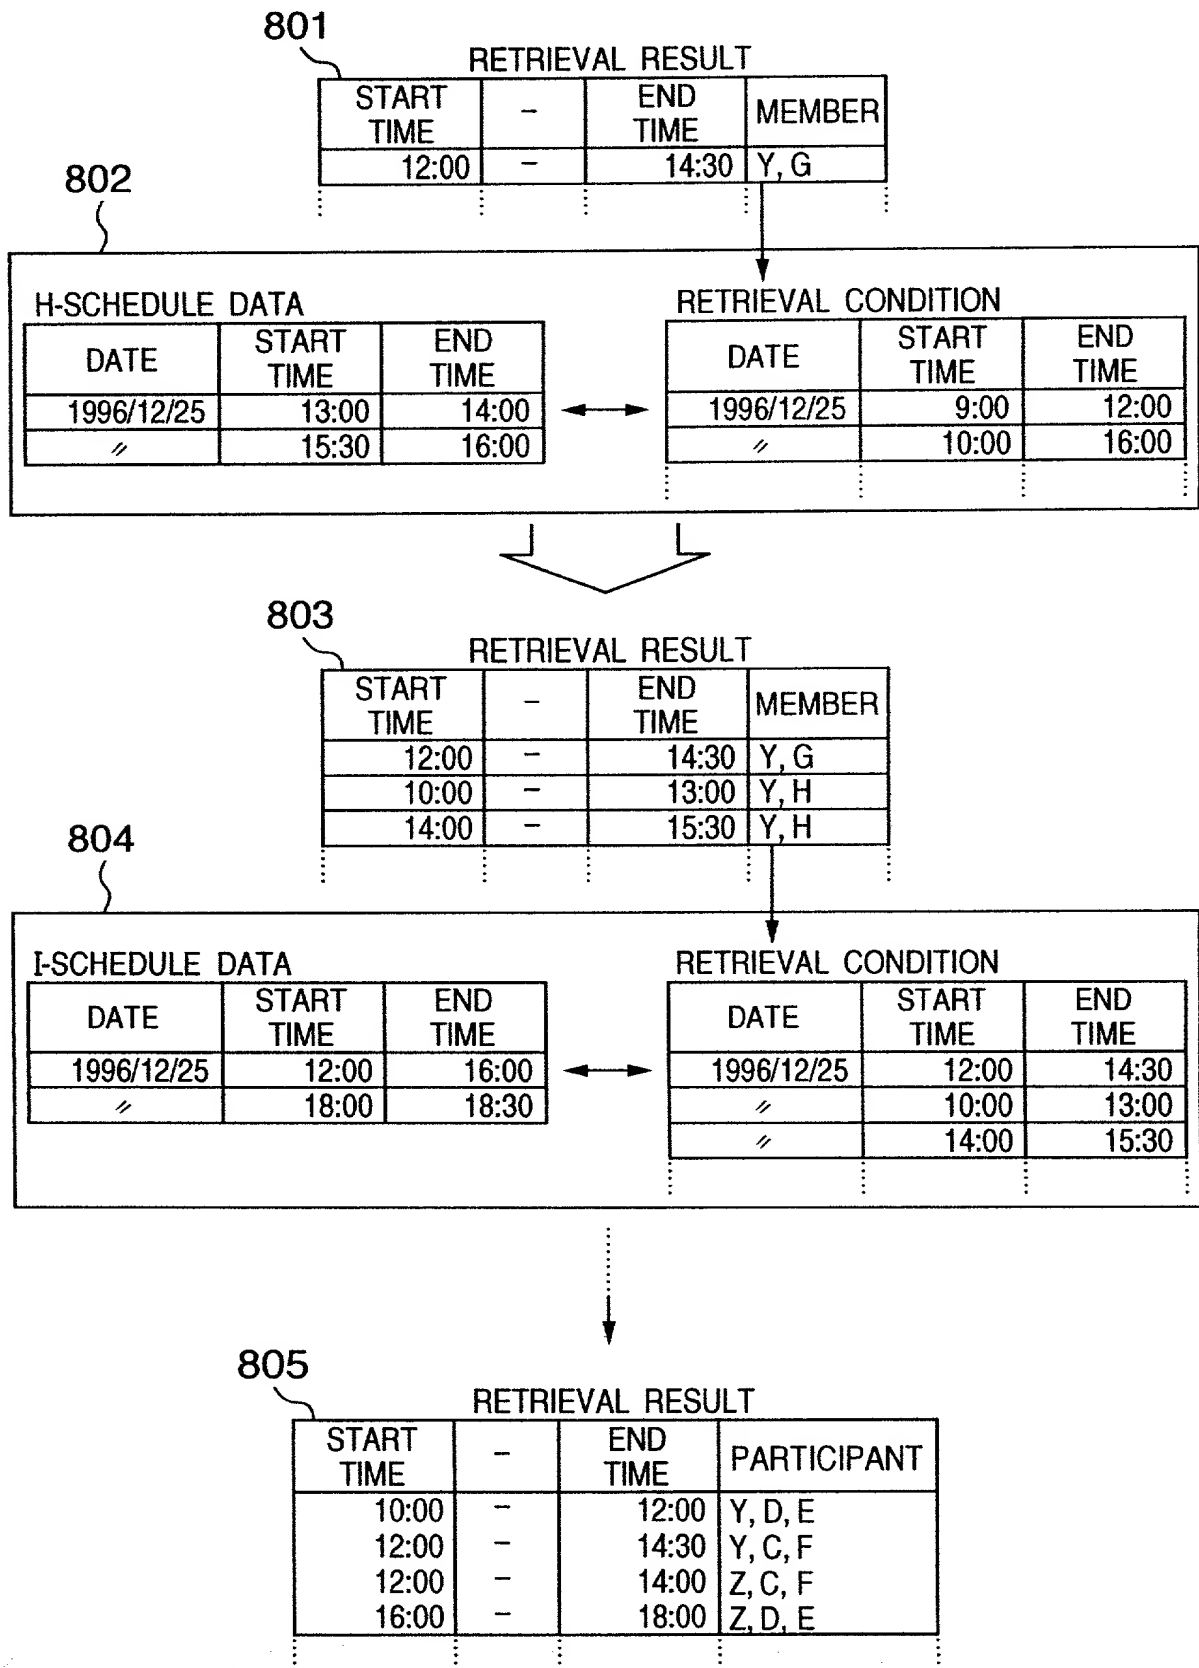 801
RETRIEVAL RESULT
START TIME – END TIME MEMBER
12:00 – 14:30 Y, G
802
H-SCHEDULE DATA
DATE START TIME END TIME
1996/12/25 13:00 14:00
〃 15:30 16:00
RETRIEVAL CONDITION
DATE START TIME END TIME
1996/12/25 9:00 12:00
〃 10:00 16:00
803
RETRIEVAL RESULT
START TIME – END TIME MEMBER
12:00 – 14:30 Y, G
10:00 – 13:00 Y, H
14:00 – 15:30 Y, H
804
I-SCHEDULE DATA
DATE START TIME END TIME
1996/12/25 12:00 16:00
〃 18:00 18:30
RETRIEVAL CONDITION
DATE START TIME END TIME
1996/12/25 12:00 14:30
〃 10:00 13:00
〃 14:00 15:30
805
RETRIEVAL RESULT
START TIME – END TIME PARTICIPANT
10:00 – 12:00 Y, D, E
12:00 – 14:30 Y, C, F
12:00 – 14:00 Z, C, F
16:00 – 18:00 Z, D, E